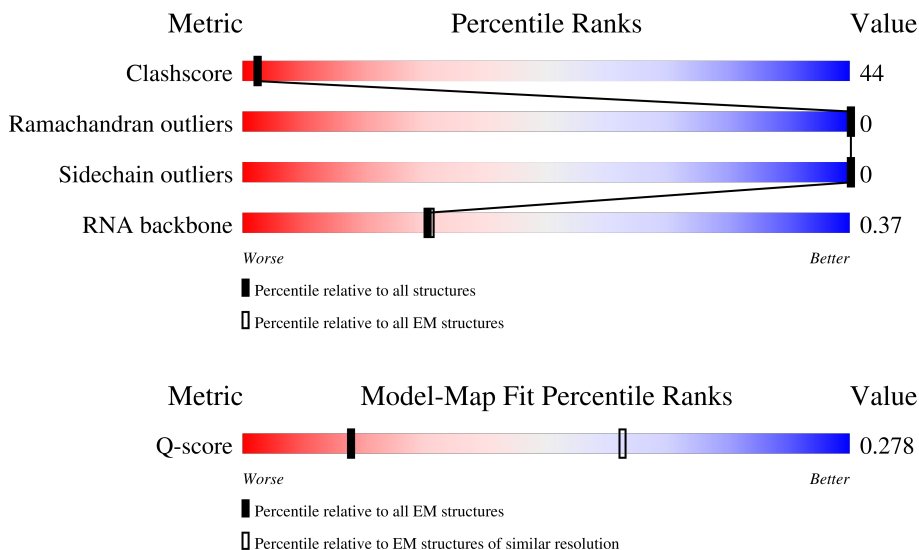 Metric Percentile Ranks Value
Clashscore 44
Ramachandran outliers 0
Sidechain outliers 0
RNA backbone 0.37
Worse Better
Percentile relative to all structures
Percentile relative to all EM structures
Metric Model-Map Fit Percentile Ranks Value
Q-score 0.278
Worse Better
Percentile relative to all EM structures
Percentile relative to EM structures of similar resolution